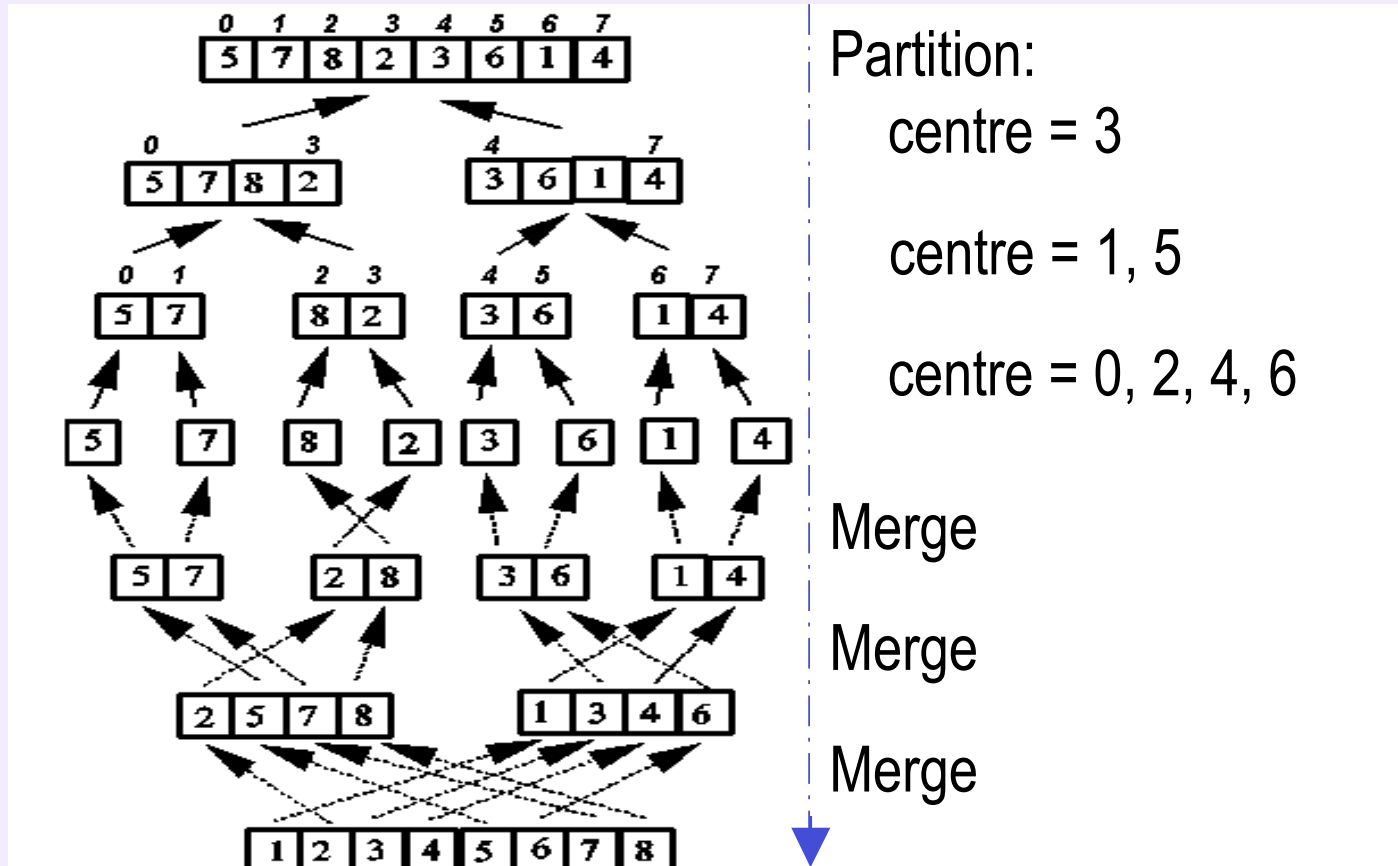 0 1 2 3 4 5 6 7
5 7 8 2 3 6 1 4
Partition:
centre = 3
0 3 4 7
5 7 8 2 3 6 1 4
centre = 1, 5
0 1 2 3 4 5 6 7
5 7 8 2 3 6 1 4
centre = 0, 2, 4, 6
5 7 8 2 3 6 1 4
Merge
5 7 2 8 3 6 1 4
Merge
2 5 7 8 1 3 4 6
Merge
1 2 3 4 5 6 7 8